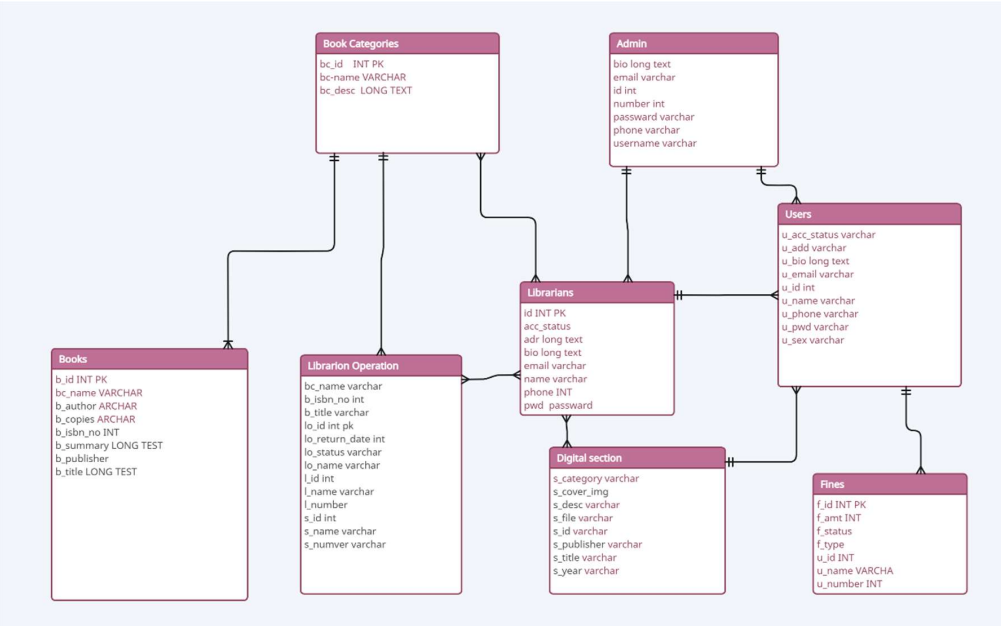 Book Categories
bc_id INT PK
bc-name VARCHAR
bc_desc LONG TEXT
Admin
bio long text
email varchar
id int
number int
passward varchar
phone varchar
username varchar
Users
u_acc_status varchar
u_add varchar
u_bio long text
u_email varchar
u_id int
u_name varchar
u_phone varchar
u_pwd varchar
u_sex varchar
Librarians
id INT PK
acc_status
adr long text
bio long text
email varchar
name varchar
phone INT
pwd passward
Books
b_id INT PK
bc_name VARCHAR
b_author ARCHAR
b_copies ARCHAR
b_isbn_no INT
b_summary LONG TEST
b_publisher
b_title LONG TEST
Librarion Operation
bc_name varchar
b_isbn_no int
b_title varchar
lo_id int pk
lo_return_date int
lo_status varchar
lo_name varchar
l_id int
l_name varchar
l_number
s_id int
s_name varchar
s_numver varchar
Digital section
s_category varchar
s_cover_img
s_desc varchar
s_file varchar
s_id varchar
s_publisher varchar
s_title varchar
s_year varchar
Fines
f_id INT PK
f_amt INT
f_status
f_type
u_id INT
u_name VARCHA
u_number INT